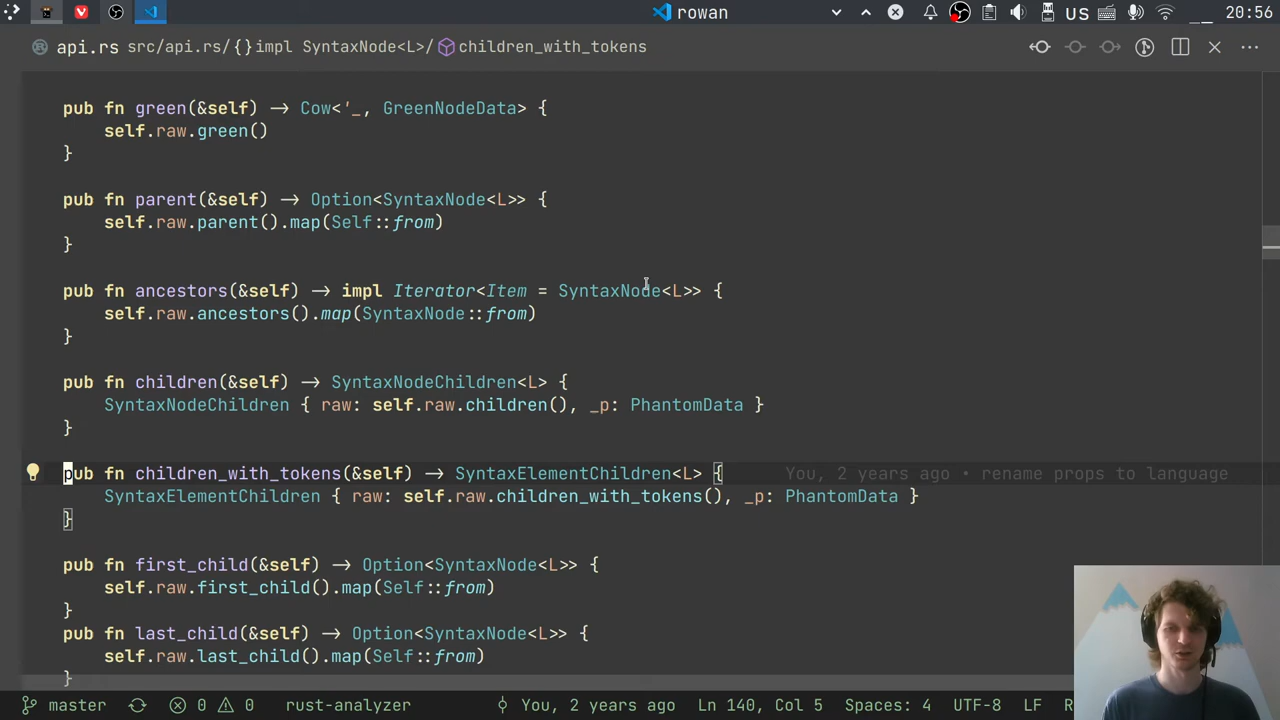 rowan
US
20:56
api.rs src/api.rs/{}impl SyntaxNode<L>/children_with_tokens
pub fn green(&self) → Cow<'_, GreenNodeData> {
self.raw.green()
}
pub fn parent(&self) → Option<SyntaxNode<L>> {
self.raw.parent().map(Self::from)
}
pub fn ancestors(&self) → impl Iterator<Item = SyntaxNode<L>> {
self.raw.ancestors().map(SyntaxNode::from)
}
pub fn children(&self) → SyntaxNodeChildren<L> {
SyntaxNodeChildren { raw: self.raw.children(), _p: PhantomData }
}
pub fn children_with_tokens(&self) → SyntaxElementChildren<L> { You, 2 years ago • rename props to language
SyntaxElementChildren { raw: self.raw.children_with_tokens(), _p: PhantomData }
}
pub fn first_child(&self) → Option<SyntaxNode<L>> {
self.raw.first_child().map(Self::from)
}
pub fn last_child(&self) → Option<SyntaxNode<L>> {
self.raw.last_child().map(Self::from)
}
master 0 0 rust-analyzer You, 2 years ago Ln 140, Col 5 Spaces: 4 UTF-8 LF